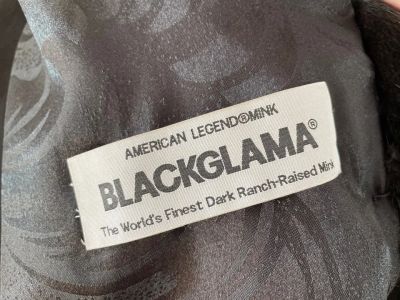 AMERICAN LEGEND®MINK
BLACKGLAMA®
The World's Finest Dark Ranch-Raised Mink